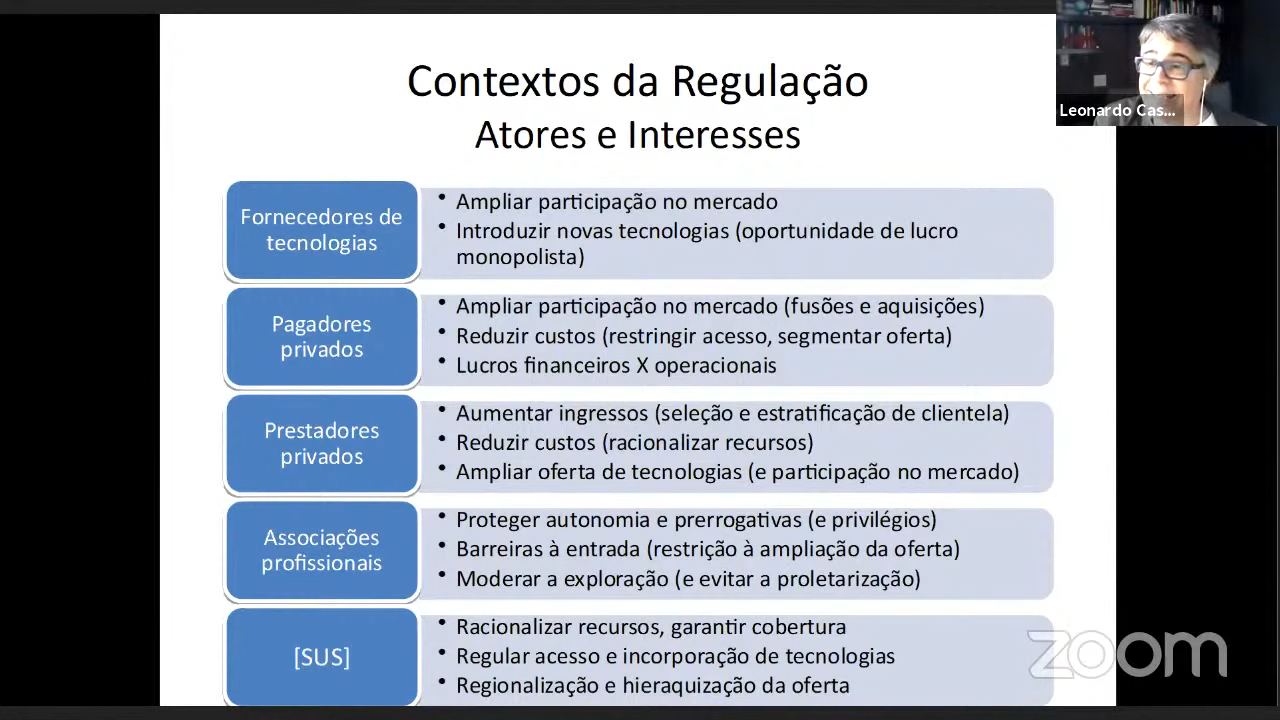 Contextos da Regulação
Atores e Interesses
Leonardo Cas...
Fornecedores de
tecnologias
• Ampliar participação no mercado
• Introduzir novas tecnologias (oportunidade de lucro
monopolista)
Pagadores
privados
• Ampliar participação no mercado (fusões e aquisições)
• Reduzir custos (restringir acesso, segmentar oferta)
• Lucros financeiros X operacionais
Prestadores
privados
• Aumentar ingressos (seleção e estratificação de clientela)
• Reduzir custos (racionalizar recursos)
• Ampliar oferta de tecnologias (e participação no mercado)
Associações
profissionais
• Proteger autonomia e prerrogativas (e privilégios)
• Barreiras à entrada (restrição à ampliação da oferta)
• Moderar a exploração (e evitar a proletarização)
[SUS]
• Racionalizar recursos, garantir cobertura
• Regular acesso e incorporação de tecnologias
• Regionalização e hieraquização da oferta
zoom